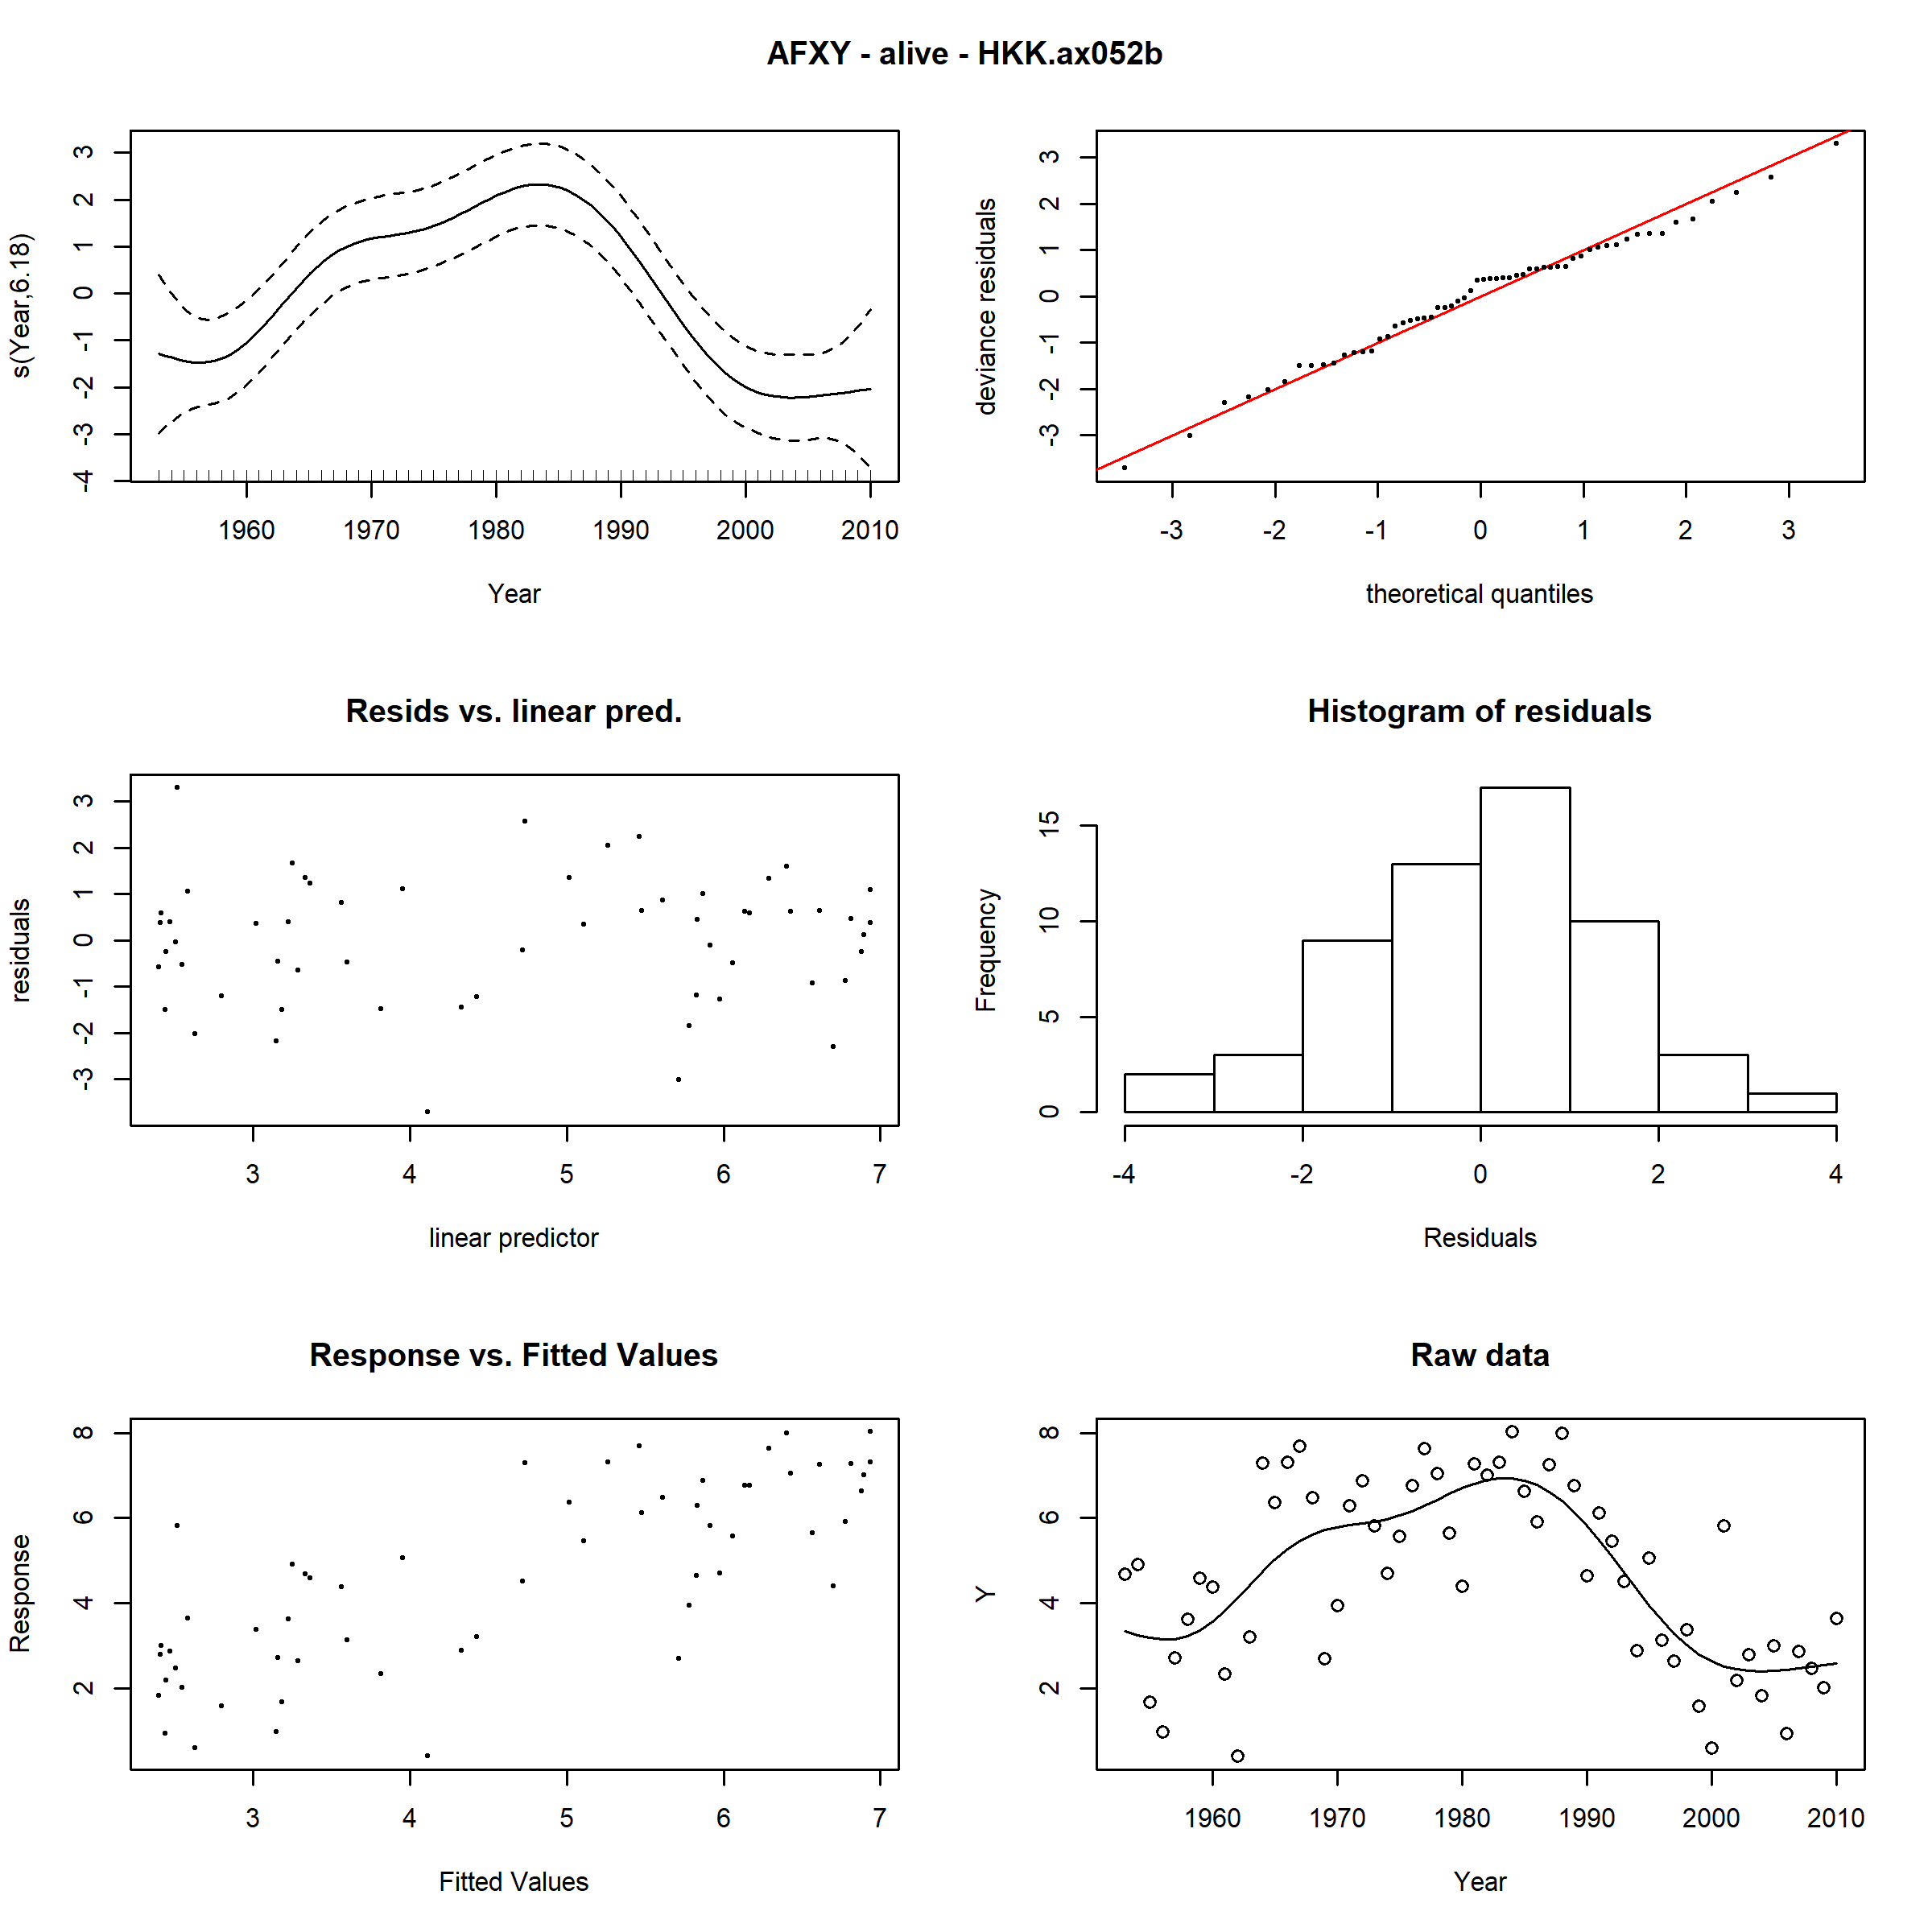 AFXY - alive - HKK.ax052b
s(Year,6.18)
3
2
1
0
-1
-2
-3
-4
1960 1970 1980 1990 2000 2010
Year
deviance residuals
3
2
1
0
-1
-2
-3
-3 -2 -1 0 1 2 3
theoretical quantiles
Resids vs. linear pred.
residuals
3
2
1
0
-1
-2
-3
3 4 5 6 7
linear predictor
Histogram of residuals
Frequency
15
10
5
0
-4 -2 0 2 4
Residuals
Response vs. Fitted Values
Response
8
6
4
2
3 4 5 6 7
Fitted Values
Raw data
Y
8
6
4
2
1960 1970 1980 1990 2000 2010
Year